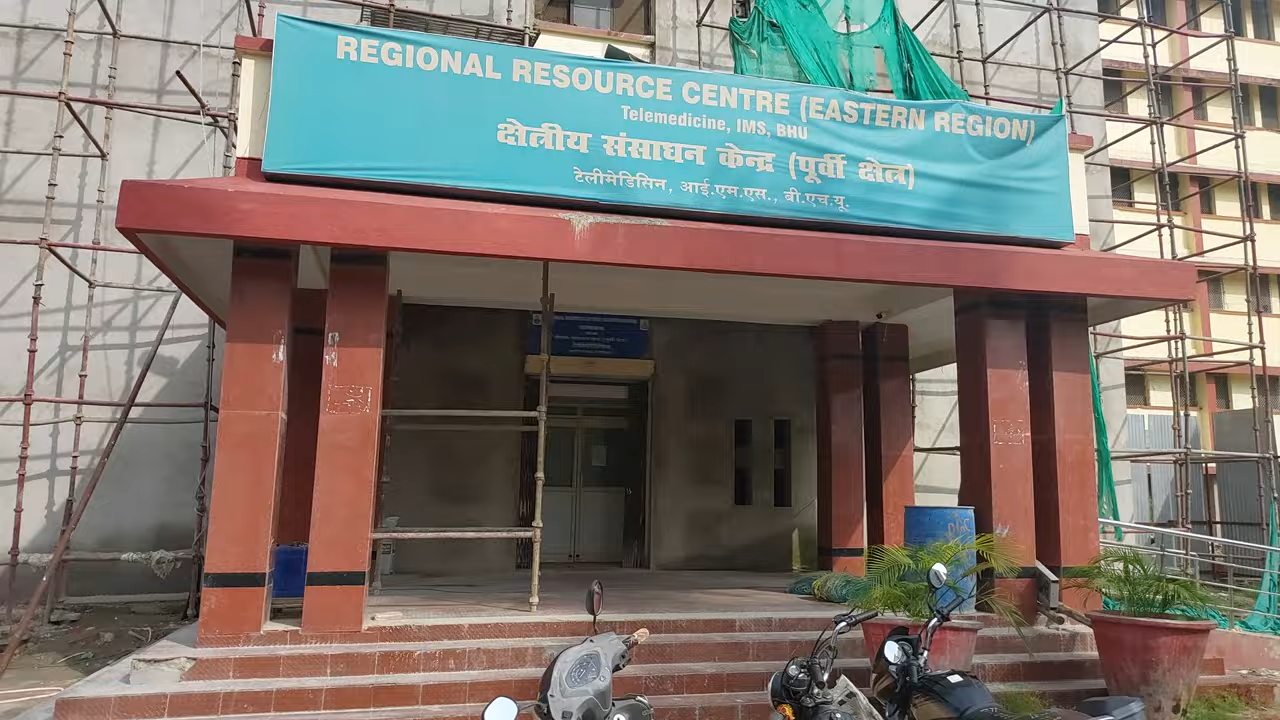 REGIONAL RESOURCE CENTRE (EASTERN REGION)
Telemedicine, IMS, BHU
क्षेत्रीय संसाधन केन्द्र (पूर्वी क्षेत्र)
टेलीमेडिसिन, आई.एम.एस., बी.एच.यू.